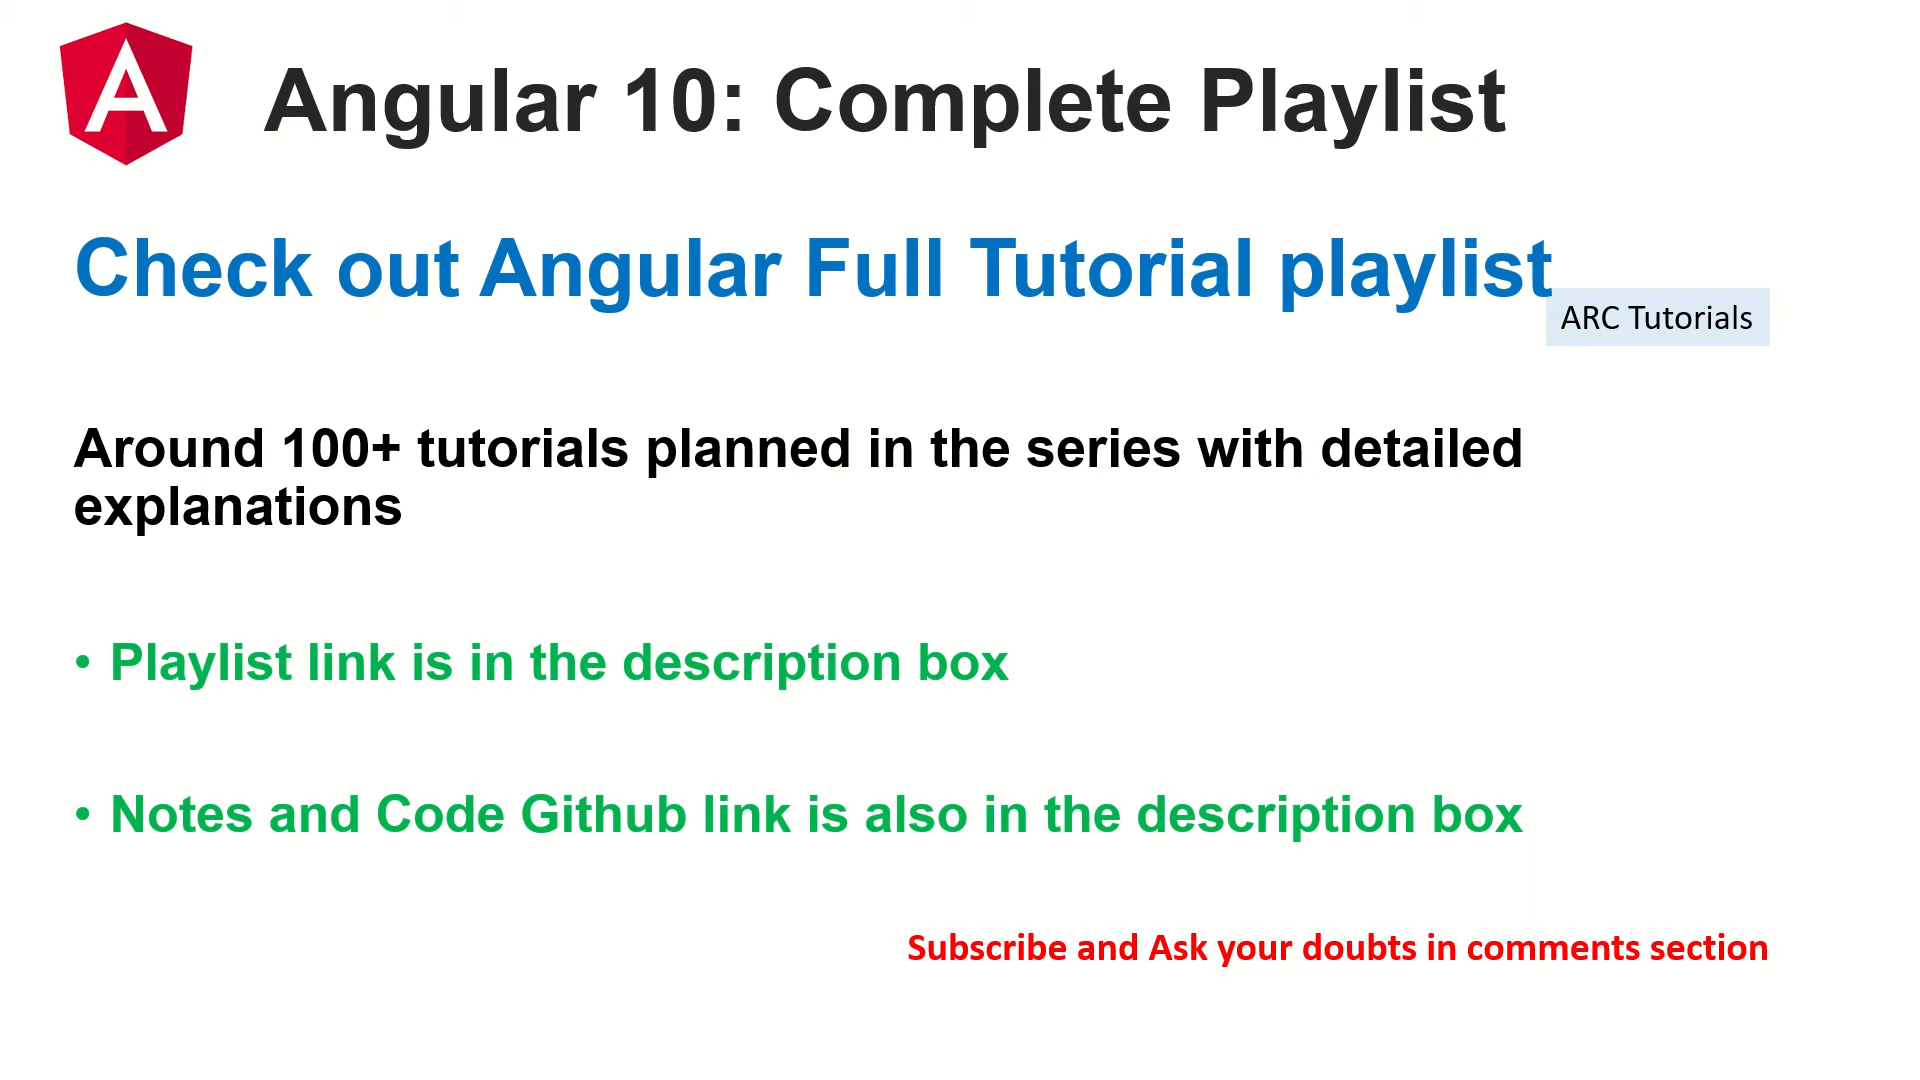 A
Angular 10: Complete Playlist
Check out Angular Full Tutorial playlist
ARC Tutorials
Around 100+ tutorials planned in the series with detailed
explanations
• Playlist link is in the description box
• Notes and Code Github link is also in the description box
Subscribe and Ask your doubts in comments section